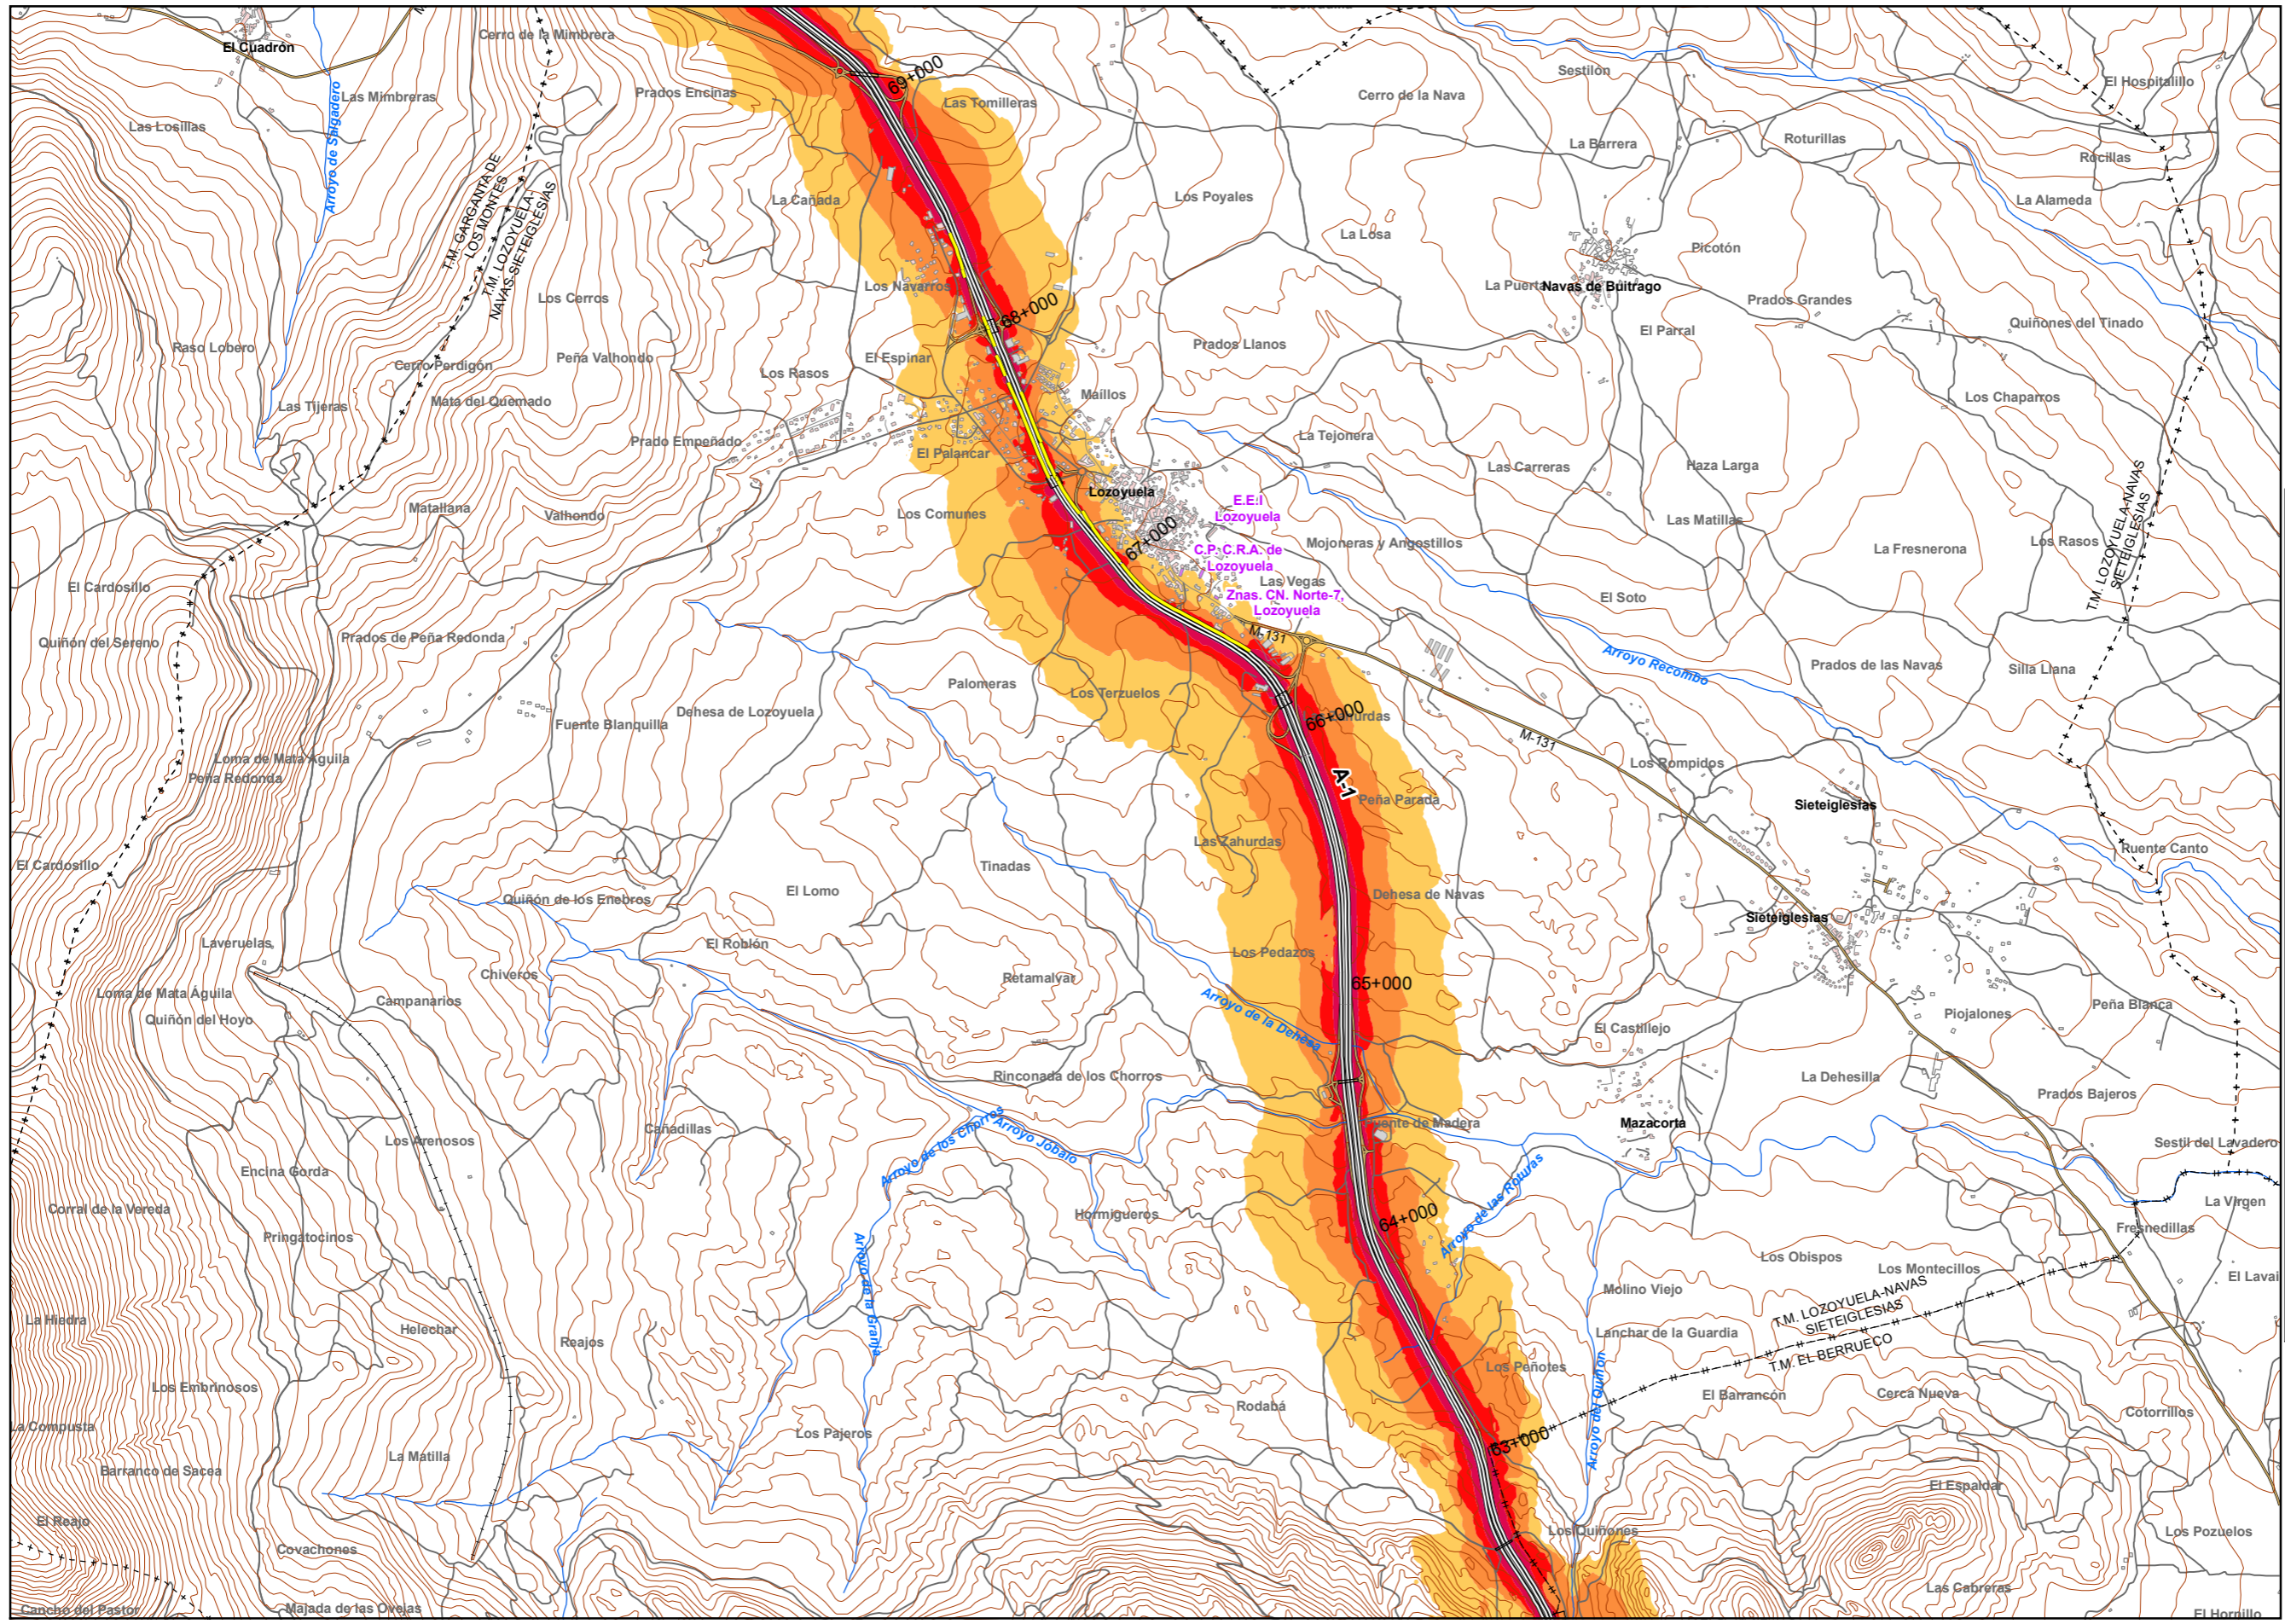 El Cuadrón
Cerro de la Mimbrera
69+000
Sestilón
El Hospitalillo
Las Mimbreras
Prados Encinas
Las Tomilleras
Cerro de la Nava
Las Losillas
Arroyo de Salgadero
La Barrera
Roturillas
Rocillas
T.M. GARGANTA DE
LOS MONTES
T.M. LOZOYUELA-
NAVAS-SIETEIGLESIAS
La Cañada
Los Poyales
La Alameda
La Losa
Picotón
Los Cerros
Los Navarros
68+000
La Puerta
Navas de Buitrago
Prados Grandes
Quiñones del Tinado
El Parral
Raso Lobero
Cerro Perdigón
Peña Valhondo
El Espinar
Prados Llanos
Los Rasos
Las Tijeras
Mata del Quemado
Maillos
Los Chaparros
Prado Empeñado
El Palancar
La Tejonera
Las Carreras
Haza Larga
Lozoyuela
E.E.I
Lozoyuela
Matallana
Valhondo
Los Comunes
67+000
Las Matillas
T.M. LOZOYUELA-NAVAS
SIETEIGLESIAS
C.P. C.R.A. de
Lozoyuela
Mojoneras y Angostillos
La Fresnerona
Los Rasos
El Cardosillo
Las Vegas
Znas. CN. Norte-7,
Lozoyuela
El Soto
Quiñón del Sereno
Prados de Peña Redonda
M-131
Arroyo Recombo
Prados de las Navas
Silla Llana
Palomeras
Los Terzuelos
Fuente Blanquilla
Dehesa de Lozoyuela
66+000
M-131
Loma de Mata Águila
Peña Redonda
Los Rompidos
A-1
Peña Parada
Sieteiglesias
Las Zahurdas
Ruente Canto
El Cardosillo
Tinadas
El Lomo
Dehesa de Navas
Quiñón de los Enebros
Sieteiglesias
Laveruelas
El Roblón
Los Pedazos
Chiveros
Retamalvar
65+000
Loma de Mata Águila
Campanarios
Arroyo de la Dehesa
Peña Blanca
Quiñón del Hoyo
Piojalones
El Castillejo
Rinconada de los Chorros
La Dehesilla
Prados Bajeros
Cañadillas
Arroyo de los Chorros
Arroyo Jóbalo
Fuente de Madera
Mazacorta
Los Arenosos
Sestil del Lavadero
Encina Gorda
Arroyo de las Roturas
Corral de la Vereda
Hormigueros
64+000
La Virgen
Pringatocinos
Fresnedillas
Arroyo de la Granja
Los Obispos
Los Montecillos
Molino Viejo
El Lavai
La Hiedra
Helechar
Reajos
T.M. LOZOYUELA-NAVAS
SIETEIGLESIAS
T.M. EL BERRUECO
Lanchar de la Guardia
Los Peñotes
Los Embrinosos
Arroyo del Quiñón
El Barrancón
Cerca Nueva
Rodabá
Cotorrillos
La Compusta
Los Pajeros
63+000
La Matilla
Barranco de Sacea
El Espaldar
El Reajo
Los Quiñones
Los Pozuelos
Covachones
Las Cabreras
Cancho del Pastor
Majada de las Ovejas
El Hornillo